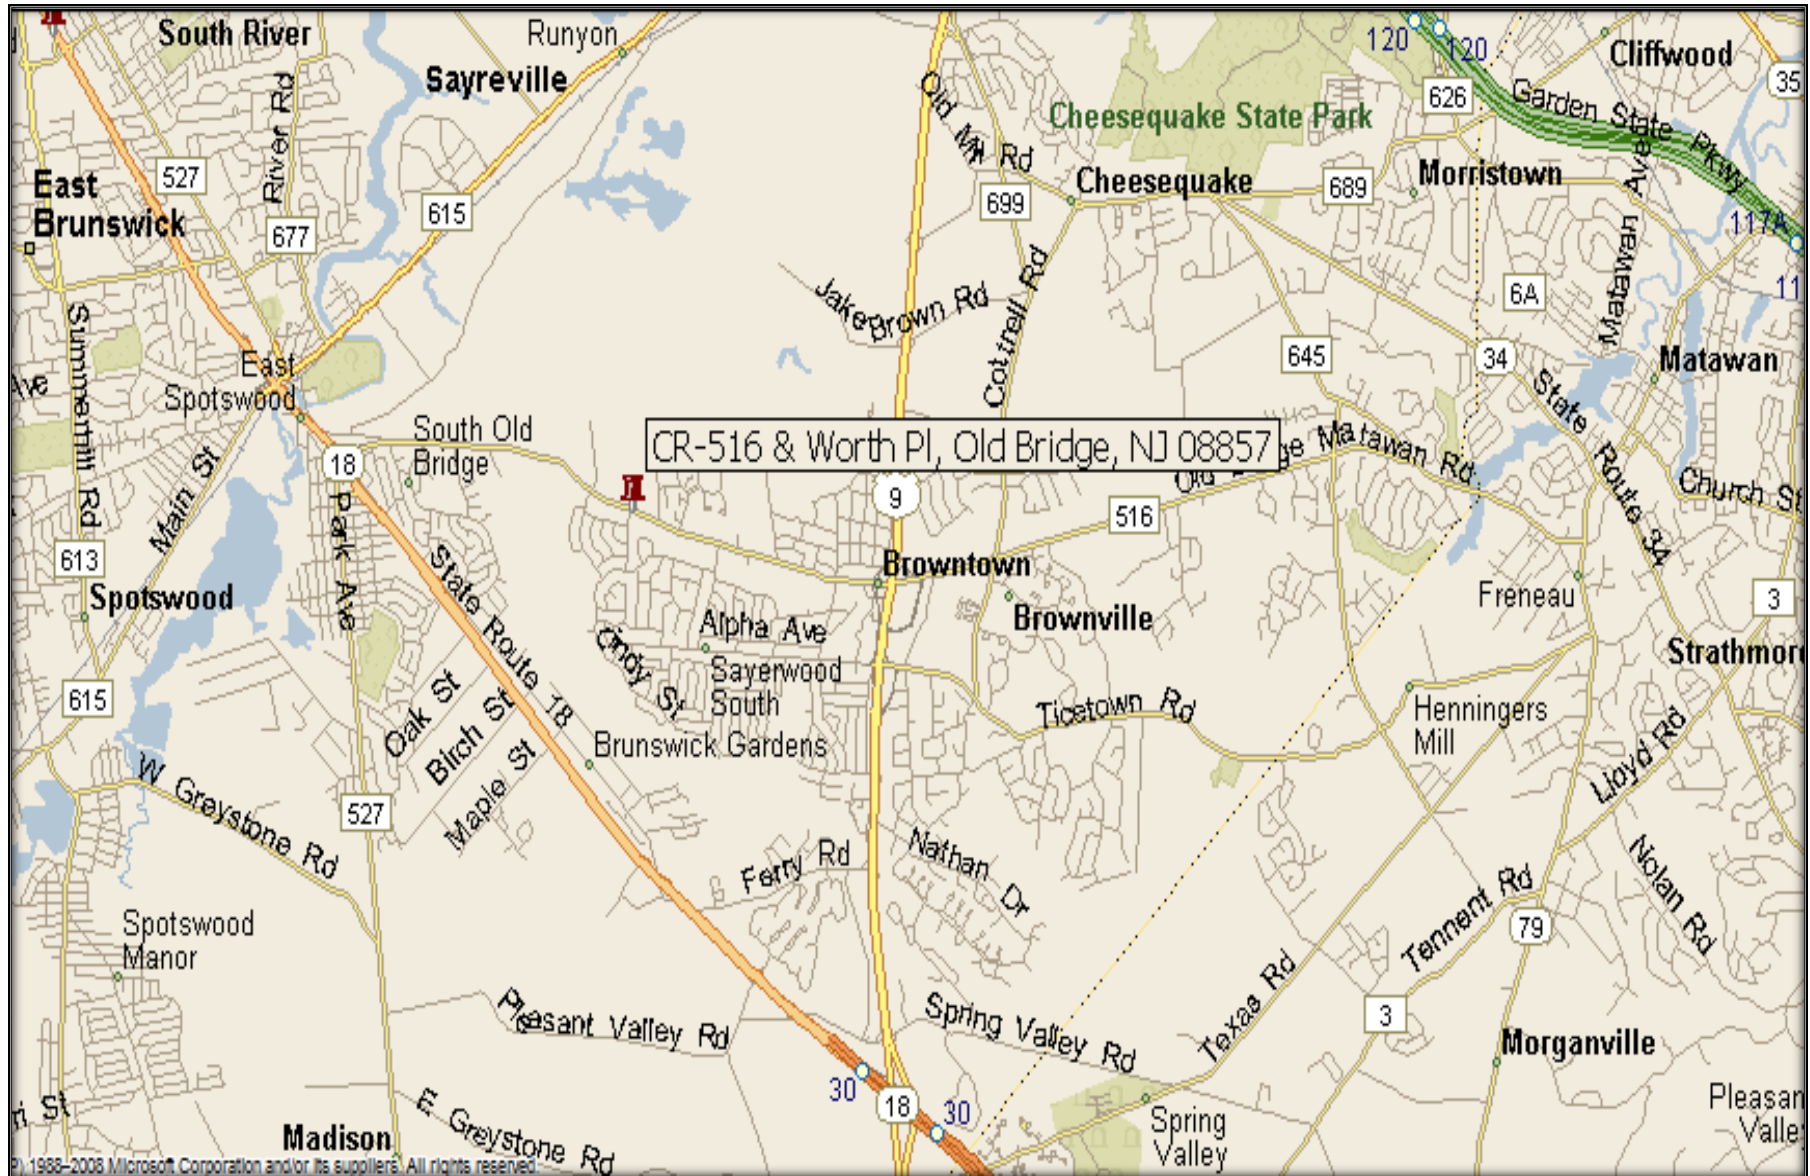 South River
Runyon
Sayreville
120
120
Cliffwood
35
626
Garden State Pkwy
Old Mill Rd
Cheesequake State Park
River Rd
527
East
Brunswick
615
677
699
Cheesequake
689
Morristown
Matawan Ave
117A
11
Summerhill Rd
Jake Brown Rd
Cottrell Rd
6A
645
34
Matawan
East
Spotswood
Ave
South Old
Bridge
18
CR-516 & Worth Pl, Old Bridge, NJ 08857
State Route 34
Matawan Rd
Church St
Main St
Park Ave
9
516
613
Spotswood
State Route 18
Browntown
Brownville
Freneau
3
Alpha Ave
Cindy St
Sayerwood
South
Strathmore
615
Oak St
Birch St
Maple St
Ticetown Rd
Henningers
Mill
Lloyd Rd
Brunswick Gardens
W Greystone Rd
527
Ferry Rd
Nathan Dr
Nolan Rd
Tennent Rd
79
Spotswood
Manor
Texas Rd
3
Pleasant Valley Rd
Spring Valley Rd
Morganville
30
18
30
E Greystone Rd
Madison
Spring
Valley
Pleasan
Valle
ri St
1988-2008 Microsoft Corporation and/or its suppliers. All rights reserved.